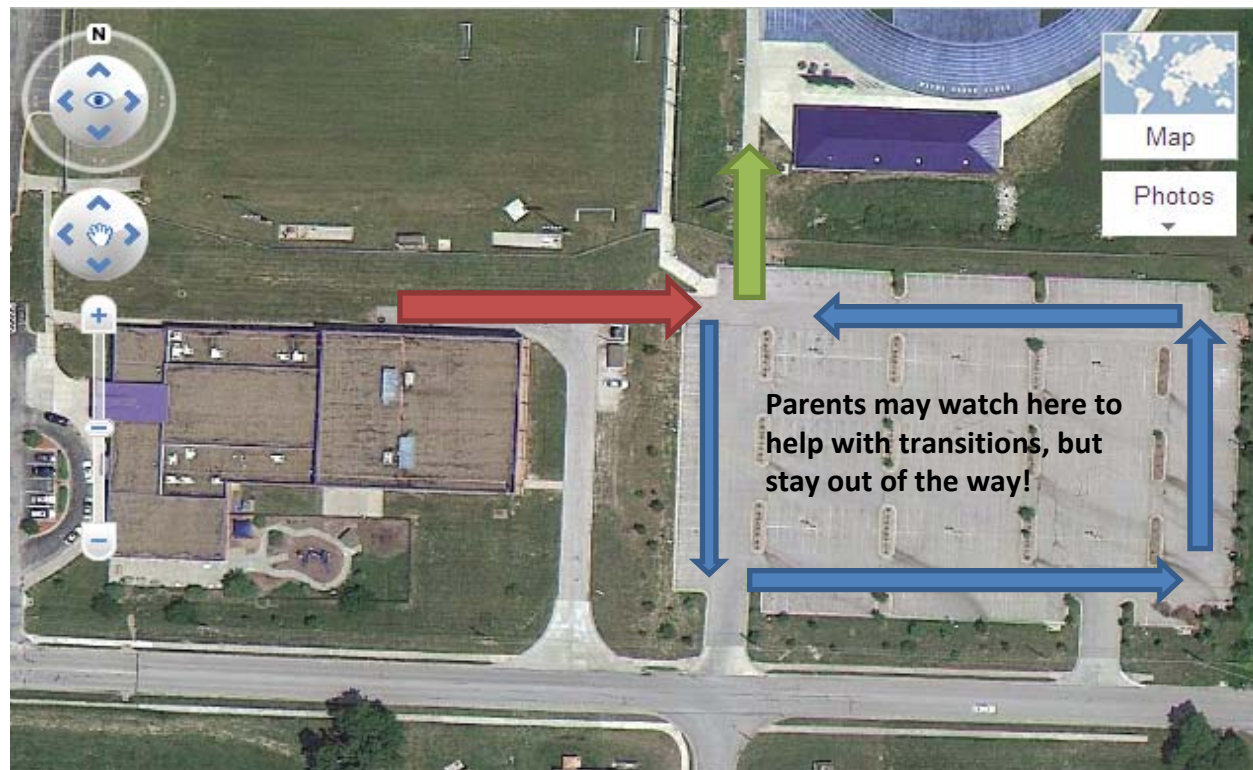 N
Map
Photos
Parents may watch here to
help with transitions, but
stay out of the way!